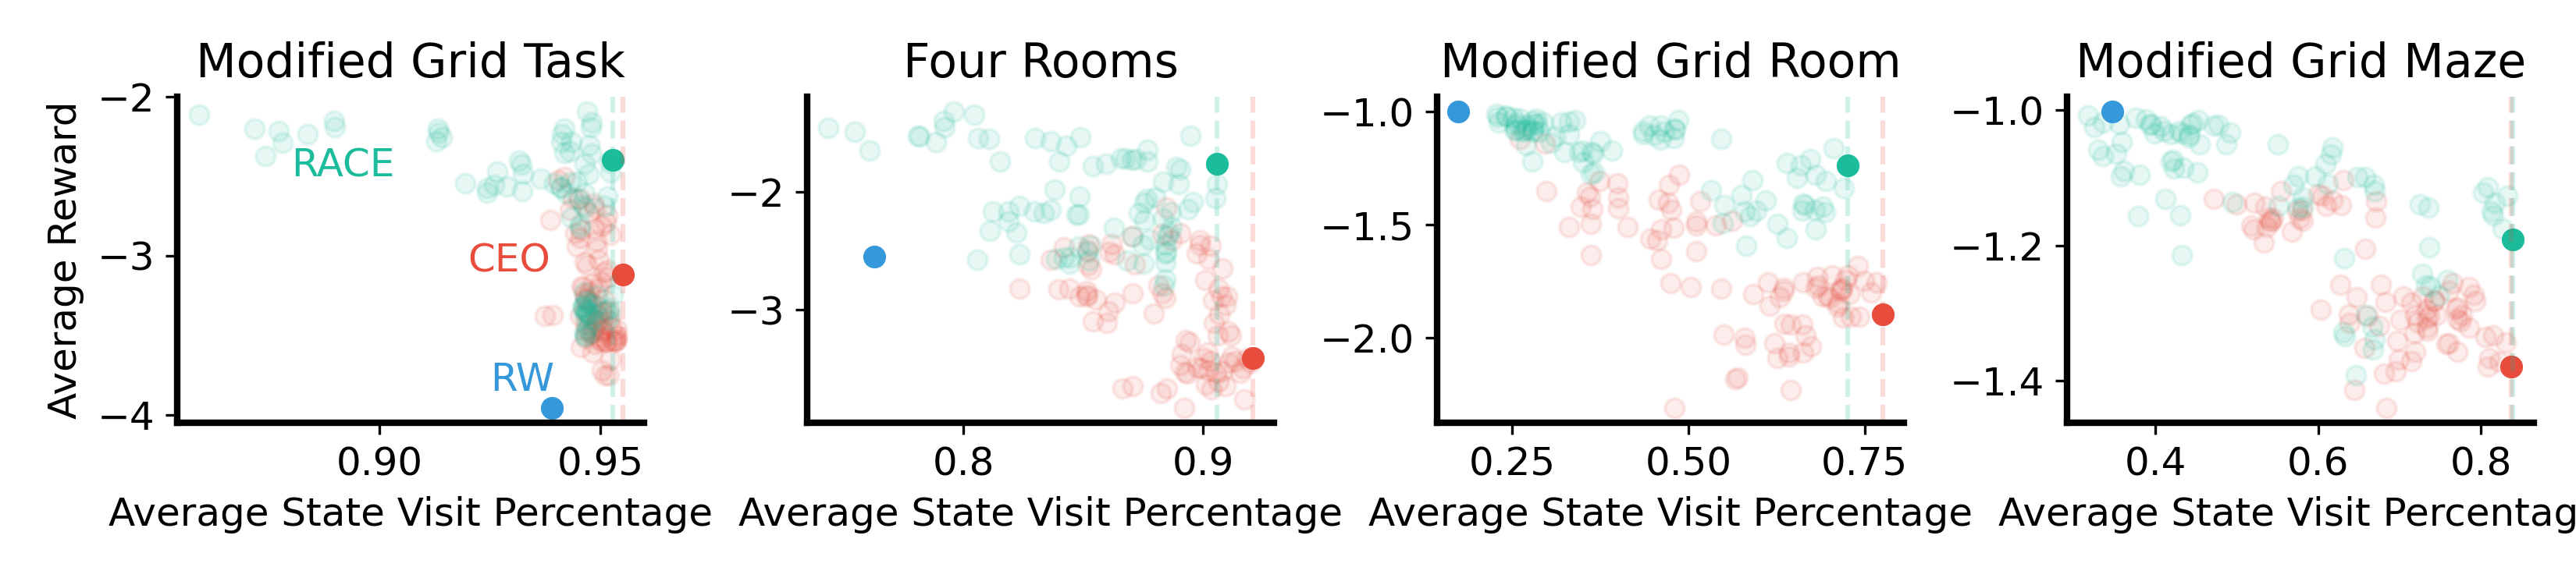 Modified Grid Task
Four Rooms
Modified Grid Room
Modified Grid Maze
Average Reward
−2
−3
−4
RACE
CEO
RW
0.90
0.95
Average State Visit Percentage
−2
−3
0.8
0.9
Average State Visit Percentage
−1.0
−1.5
−2.0
0.25
0.50
0.75
Average State Visit Percentage
−1.0
−1.2
−1.4
0.4
0.6
0.8
Average State Visit Percentag